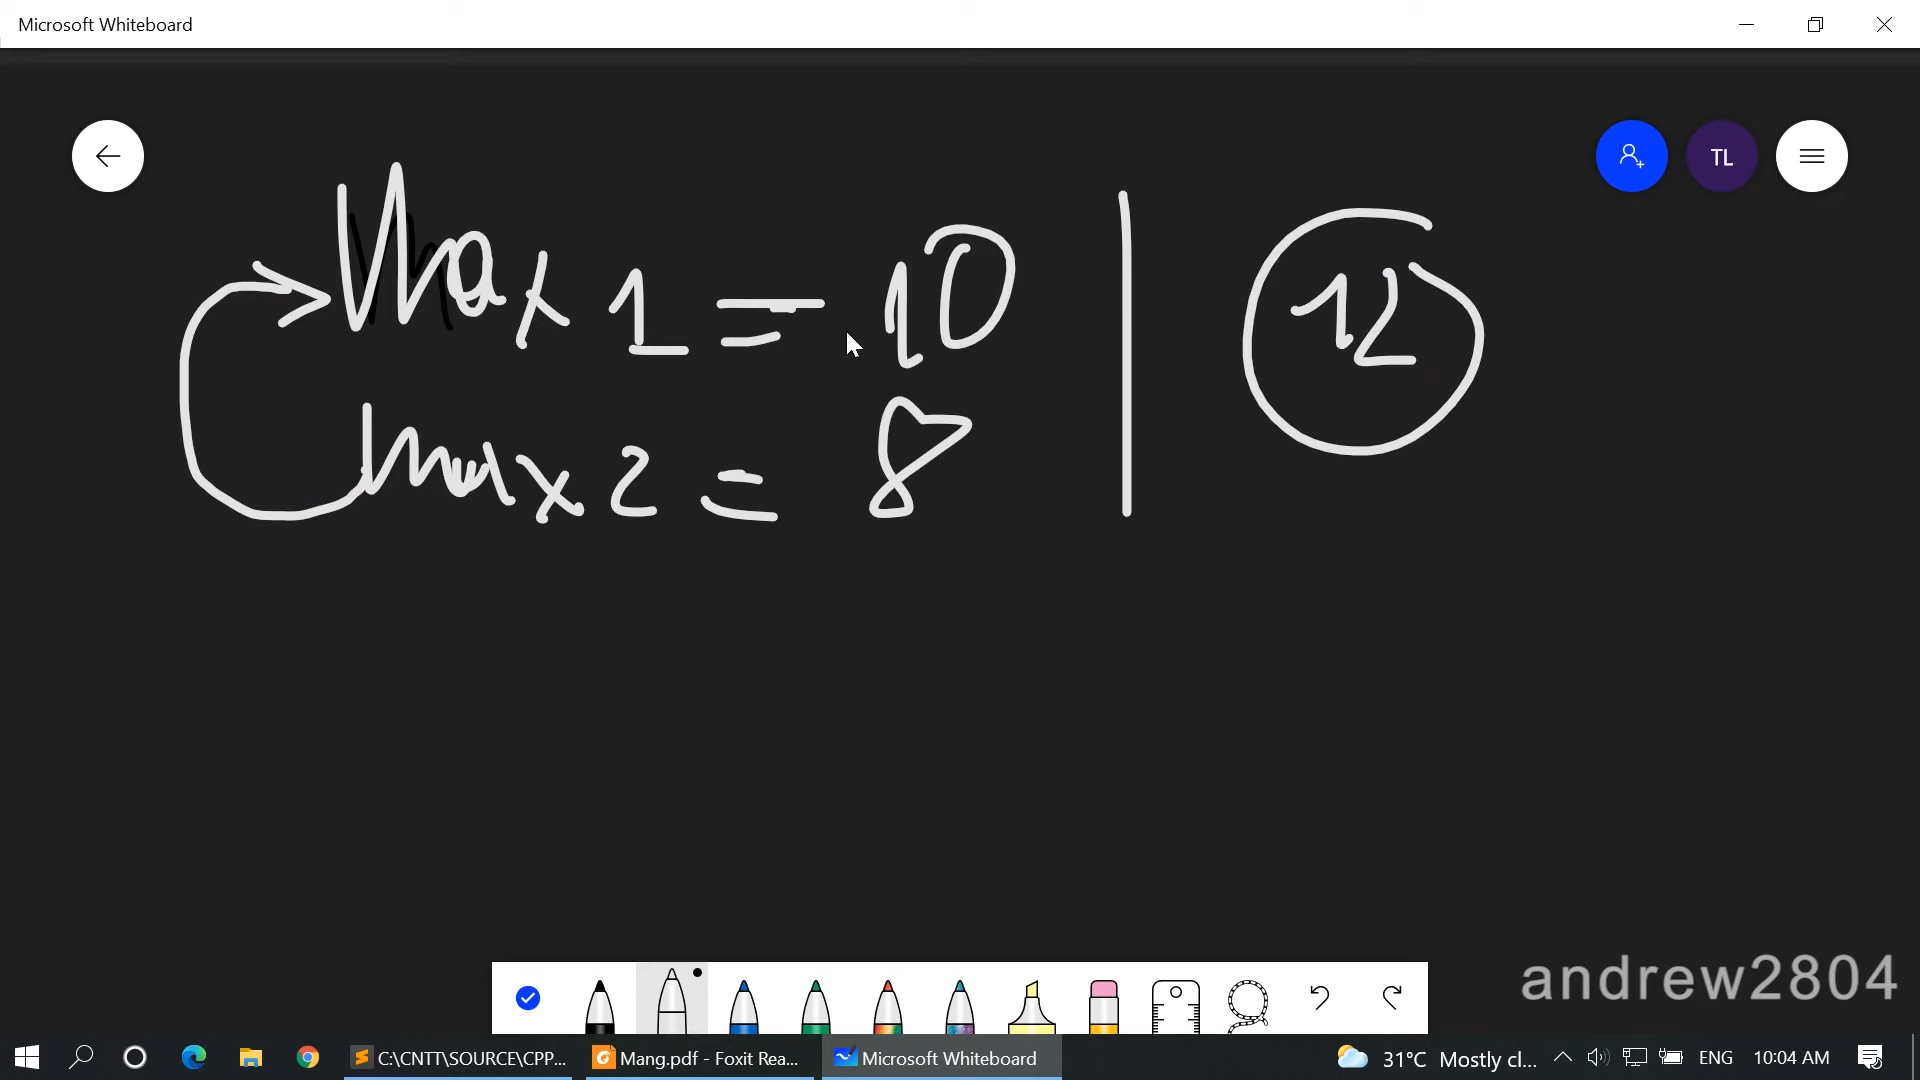 Microsoft Whiteboard
TL
Max 1 = 10
12
max 2 = 8
andrew2804
C:\CNTT\SOURCE\CPP...
Mang.pdf - Foxit Rea...
Microsoft Whiteboard
31°C Mostly cl...
ENG
10:04 AM